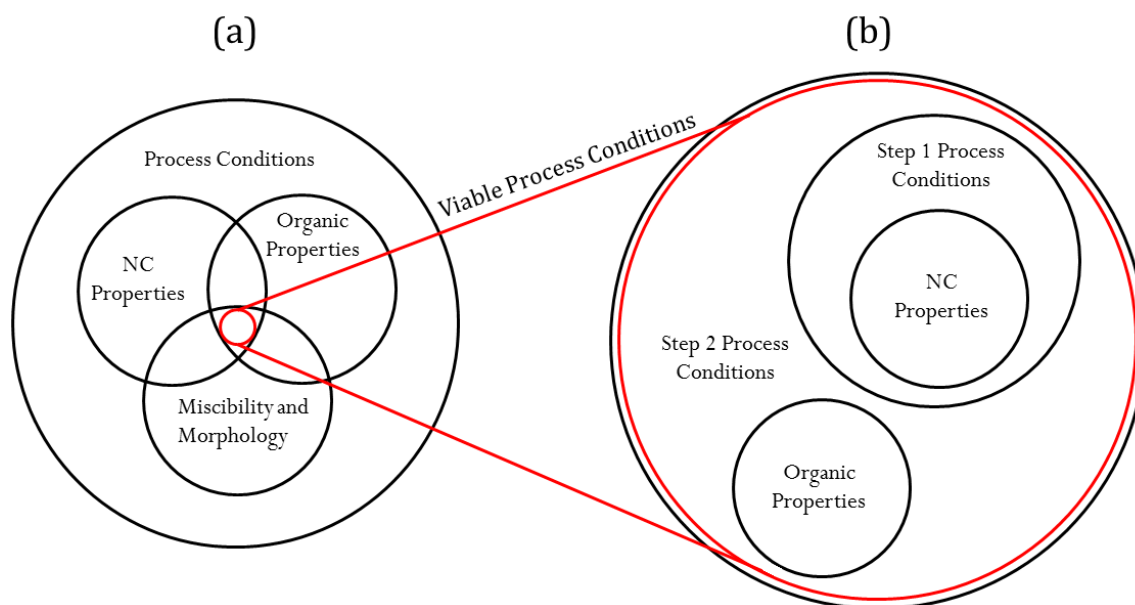 (a)
Process Conditions
NC
Properties
Organic
Properties
Miscibility and
Morphology
Viable Process Conditions
(b)
Step 1 Process
Conditions
NC
Properties
Step 2 Process
Conditions
Organic
Properties